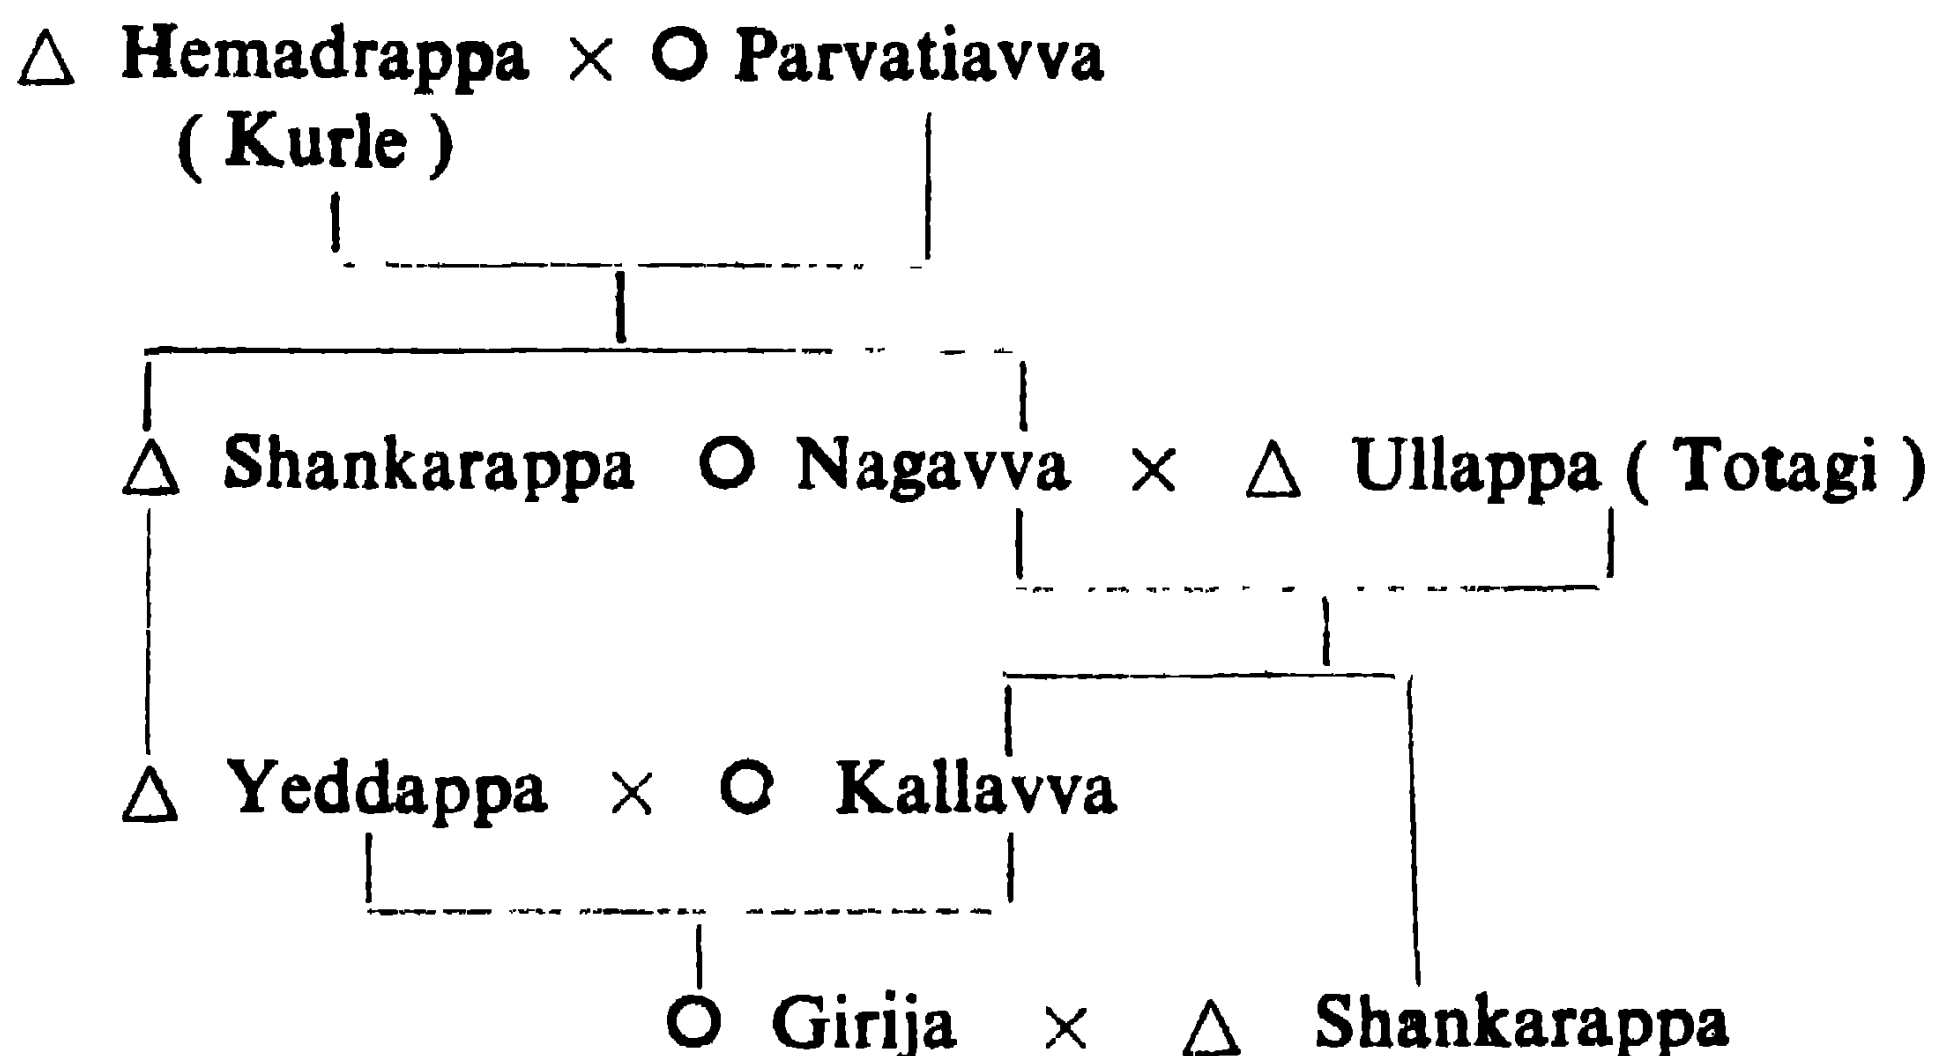 △ Hemadrappa × O Parvatiavva
( Kurle )
△ Shankarappa O Nagavva × △ Ullappa ( Totagi )
△ Yeddappa × O Kallavva
O Girija × △ Shankarappa